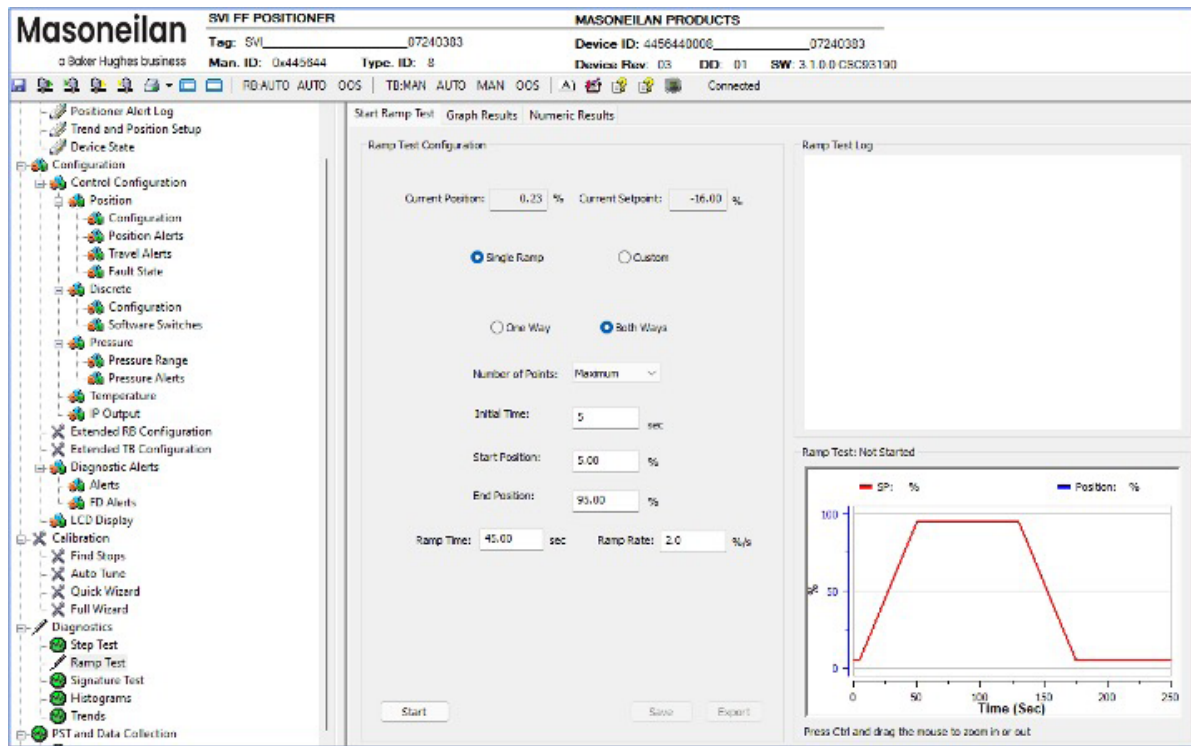 Masoneilan
a Baker Hughes business
SVI FF POSITIONER
Tag: SVI_____________________07240383
Man. ID: 0x445644 Type. ID: 8
MASONEILAN PRODUCTS
Device ID: 4456440008_____________________07240383
Device Rev: 03 DD: 01 SW: 3.1.0.0-C8C93190
RB:AUTO AUTO OOS TB:MAN AUTO MAN OOS Connected
Positioner Alert Log
Trend and Position Setup
Device State
Configuration
Control Configuration
Position
Configuration
Position Alerts
Travel Alerts
Fault State
Discrete
Configuration
Software Switches
Pressure
Pressure Range
Pressure Alerts
Temperature
IP Output
Extended RB Configuration
Extended TB Configuration
Diagnostic Alerts
Alerts
FD Alerts
LCD Display
Calibration
Find Stops
Auto Tune
Quick Wizard
Full Wizard
Diagnostics
Step Test
Ramp Test
Signature Test
Histograms
Trends
PST and Data Collection
Start Ramp Test Graph Results Numeric Results
Ramp Test Configuration
Current Position: 0.23 % Current Setpoint: -16.00 %
Single Ramp Custom
One Way Both Ways
Number of Points: Maximum
Initial Time: 5 sec
Start Position: 5.00 %
End Position: 95.00 %
Ramp Time: 45.00 sec Ramp Rate: 2.0 %/s
Start Save Export
Ramp Test Log
Ramp Test: Not Started
SP: % Position: %
100
50
0
%
0 50 100 150 200 250
Time (Sec)
Press Ctrl and drag the mouse to zoom in or out